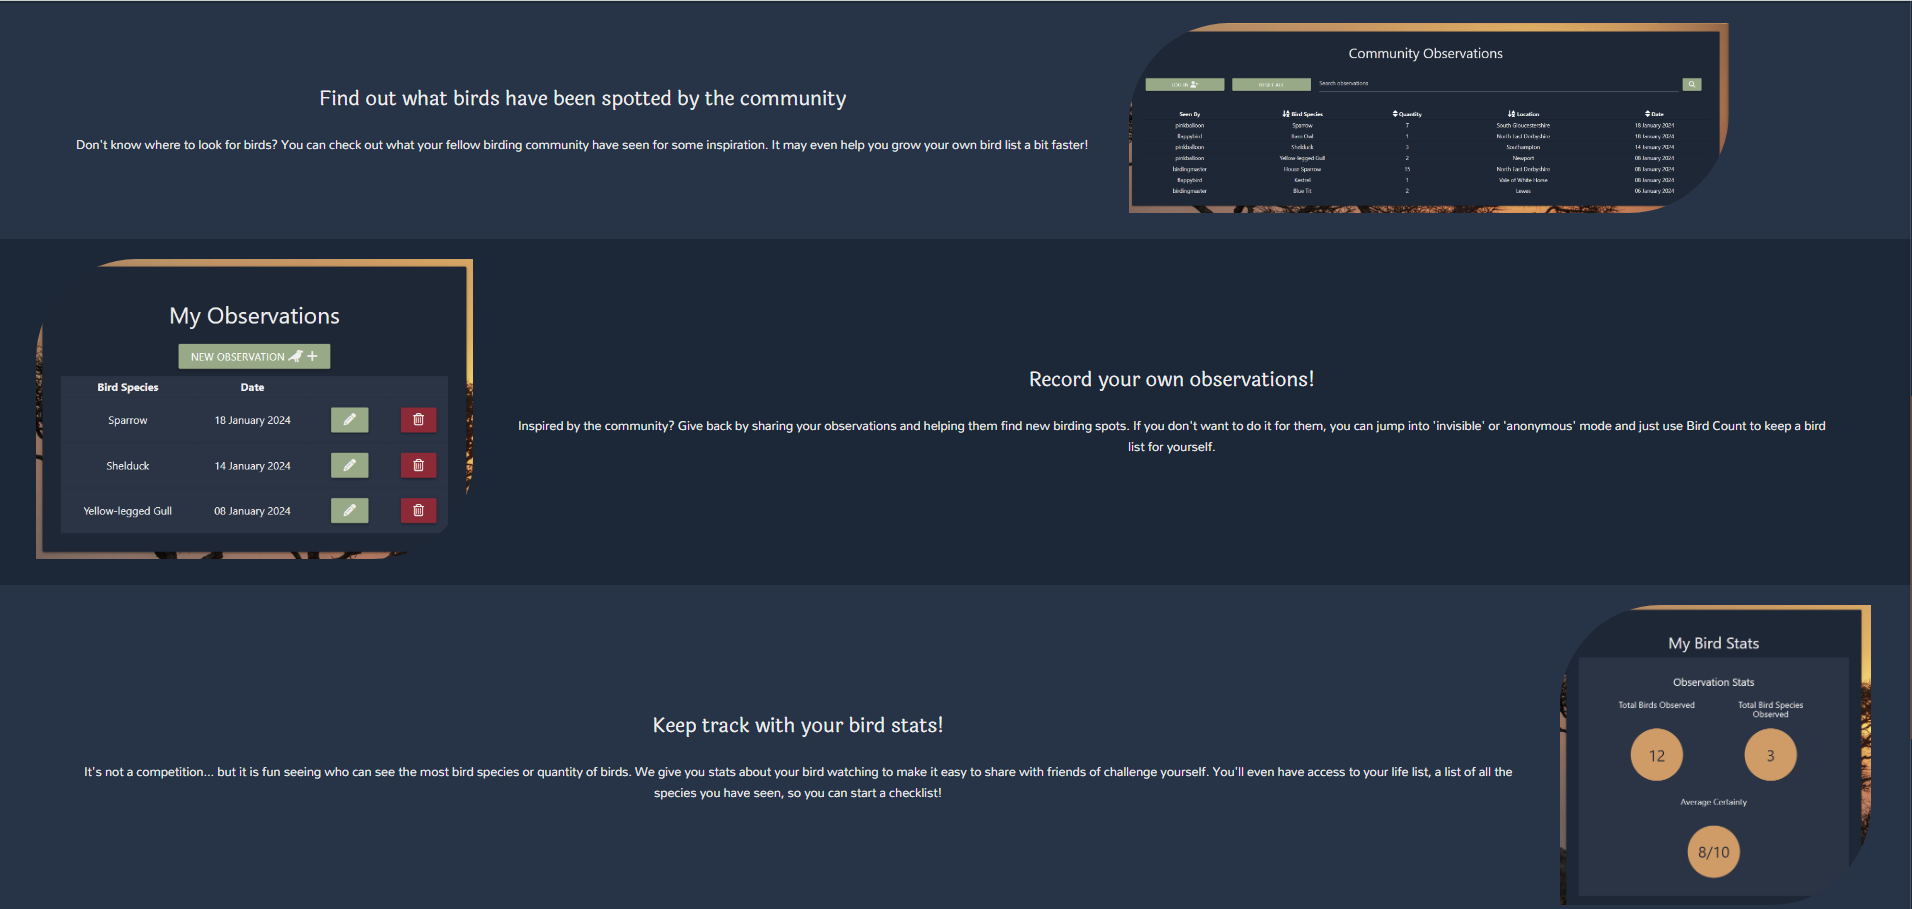 Find out what birds have been spotted by the community
Don't know where to look for birds? You can check out what your fellow birding community have seen for some inspiration. It may even help you grow your own bird list a bit faster!
Community Observations
LOG IN
RESET ALL
Search observations
Seen By Bird Species Quantity Location Date
pinkballoon Sparrow 7 South Gloucestershire 18 January 2024
flappybird Barn Owl 1 North East Derbyshire 18 January 2024
pinkballoon Shelduck 3 Southampton 14 January 2024
pinkballoon Yellow-legged Gull 2 Newport 08 January 2024
birdingmaster House Sparrow 15 North East Derbyshire 08 January 2024
flappybird Kestrel 1 Vale of White Horse 08 January 2024
birdingmaster Blue Tit 2 Lewes 06 January 2024
My Observations
NEW OBSERVATION
Bird Species Date
Sparrow 18 January 2024
Shelduck 14 January 2024
Yellow-legged Gull 08 January 2024
Record your own observations!
Inspired by the community? Give back by sharing your observations and helping them find new birding spots. If you don't want to do it for them, you can jump into 'invisible' or 'anonymous' mode and just use Bird Count to keep a bird
list for yourself.
Keep track with your bird stats!
It's not a competition... but it is fun seeing who can see the most bird species or quantity of birds. We give you stats about your bird watching to make it easy to share with friends of challenge yourself. You'll even have access to your life list, a list of all the
species you have seen, so you can start a checklist!
My Bird Stats
Observation Stats
Total Birds Observed
12
Total Bird Species
Observed
3
Average Certainty
8/10